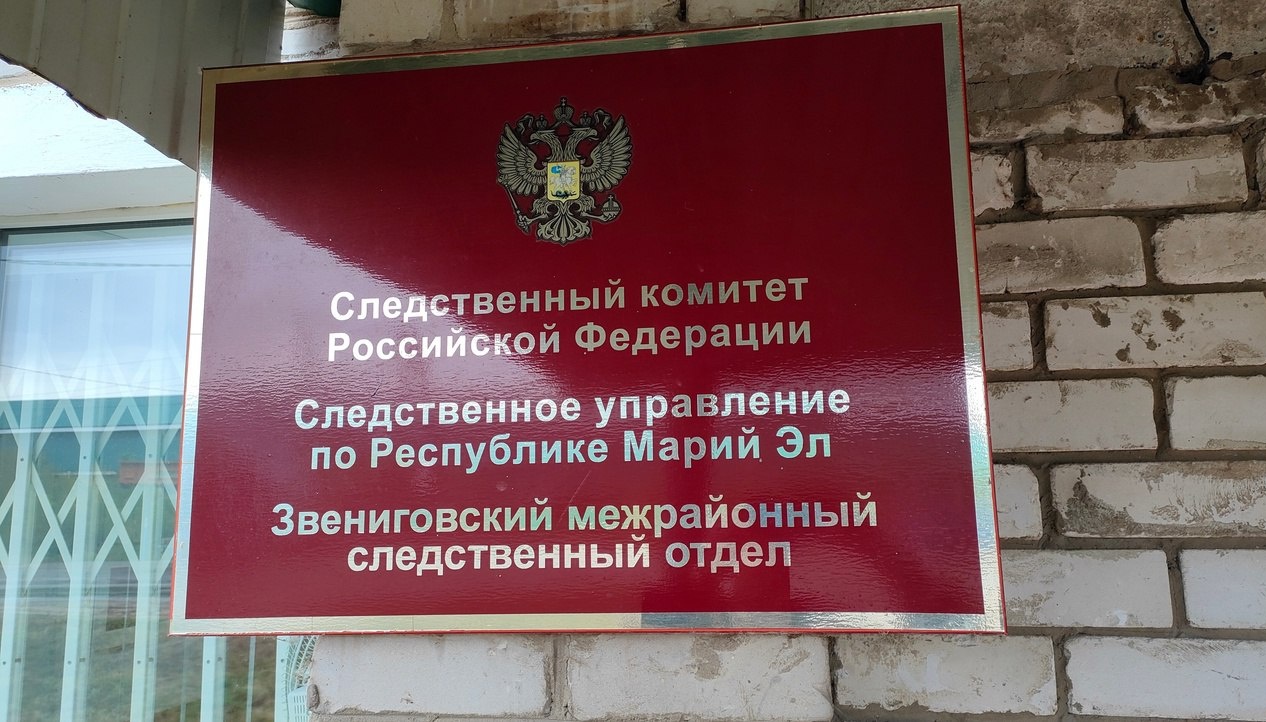 Следственный комитет
Российской Федерации
Следственное управление
по Республике Марий Эл
Звениговский межрайонный
следственный отдел